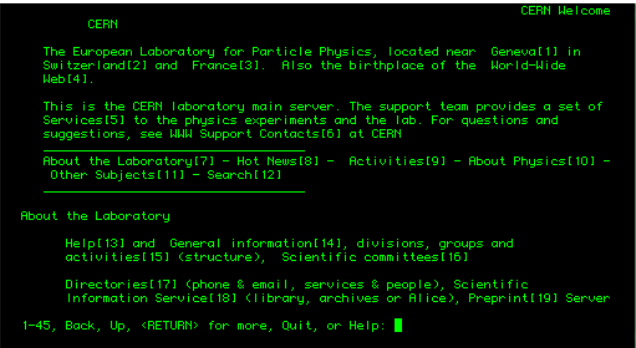 CERN Welcome
CERN
The European Laboratory for Particle Physics, located near Geneva[1] in
Switzerland[2] and France[3]. Also the birthplace of the World-Wide
Web[4].
This is the CERN laboratory main server. The support team provides a set of
Services[5] to the physics experiments and the lab. For questions and
suggestions, see WWW Support Contacts[6] at CERN
About the Laboratory[7] - Hot News[8] - Activities[9] - About Physics[10] -
Other Subjects[11] - Search[12]
About the Laboratory
Help[13] and General information[14], divisions, groups and
activities[15] (structure), Scientific committees[16]
Directories[17] (phone & email, services & people), Scientific
Information Service[18] (library, archives or Alice), Preprint[19] Server
1-45, Back, Up, <RETURN> for more, Quit, or Help: